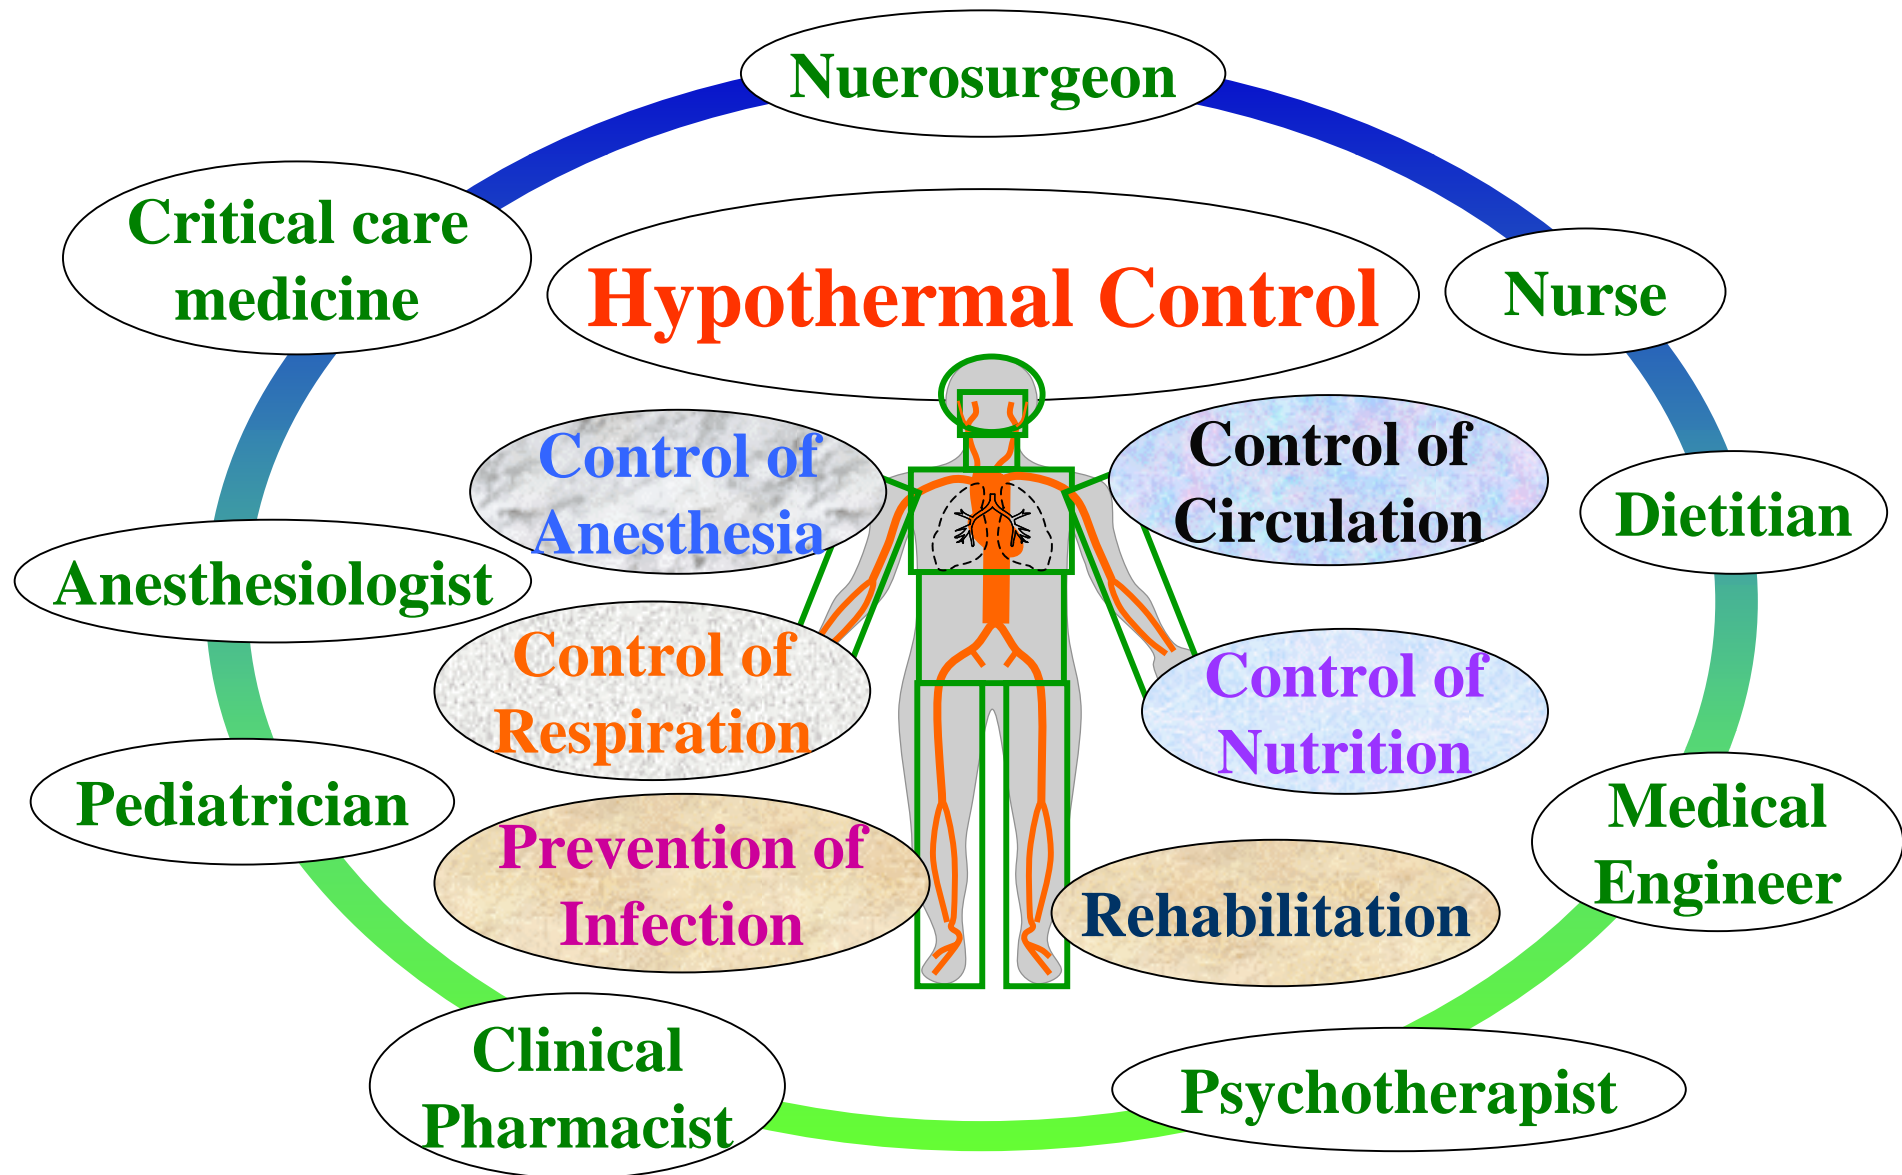 Nuerosurgeon
Critical care
medicine
Hypothermal Control
Nurse
Control of
Anesthesia
Control of
Circulation
Dietitian
Anesthesiologist
Control of
Respiration
Control of
Nutrition
Pediatrician
Medical
Engineer
Prevention of
Infection
Rehabilitation
Clinical
Pharmacist
Psychotherapist